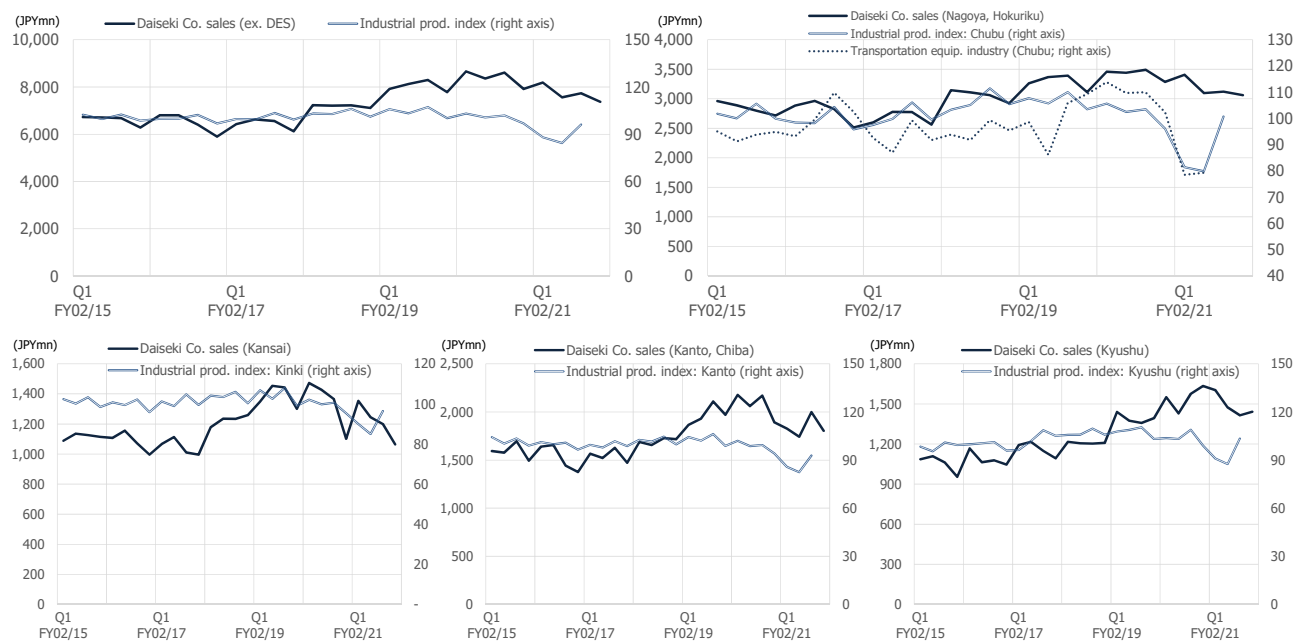 Daiseki Co. sales (ex. DES)
Industrial prod. index (right axis)
(JPYmn)
10,000
8,000
6,000
4,000
2,000
0
150
120
90
60
30
0
Q1
FY02/15
Q1
FY02/17
Q1
FY02/19
Q1
FY02/21
(JPYmn)
Daiseki Co. sales (Nagoya, Hokuriku)
Industrial prod. index: Chubu (right axis)
Transportation equip. industry (Chubu; right axis)
4,000
3,500
3,000
2,500
2,000
1,500
1,000
500
0
130
120
110
100
90
80
70
60
50
40
Q1
FY02/15
Q1
FY02/17
Q1
FY02/19
Q1
FY02/21
(JPYmn)
Daiseki Co. sales (Kansai)
Industrial prod. index: Kinki (right axis)
1,600
1,400
1,200
1,000
800
600
400
200
0
120
100
80
60
40
20
-
Q1
FY02/15
Q1
FY02/17
Q1
FY02/19
Q1
FY02/21
(JPYmn)
Daiseki Co. sales (Kanto, Chiba)
Industrial prod. index: Kanto (right axis)
2,500
2,000
1,500
1,000
500
0
150
120
90
60
30
0
Q1
FY02/15
Q1
FY02/17
Q1
FY02/19
Q1
FY02/21
(JPYmn)
Daiseki Co. sales (Kyushu)
Industrial prod. index: Kyushu (right axis)
1,800
1,500
1,200
900
600
300
0
150
120
90
60
30
0
Q1
FY02/15
Q1
FY02/17
Q1
FY02/19
Q1
FY02/21